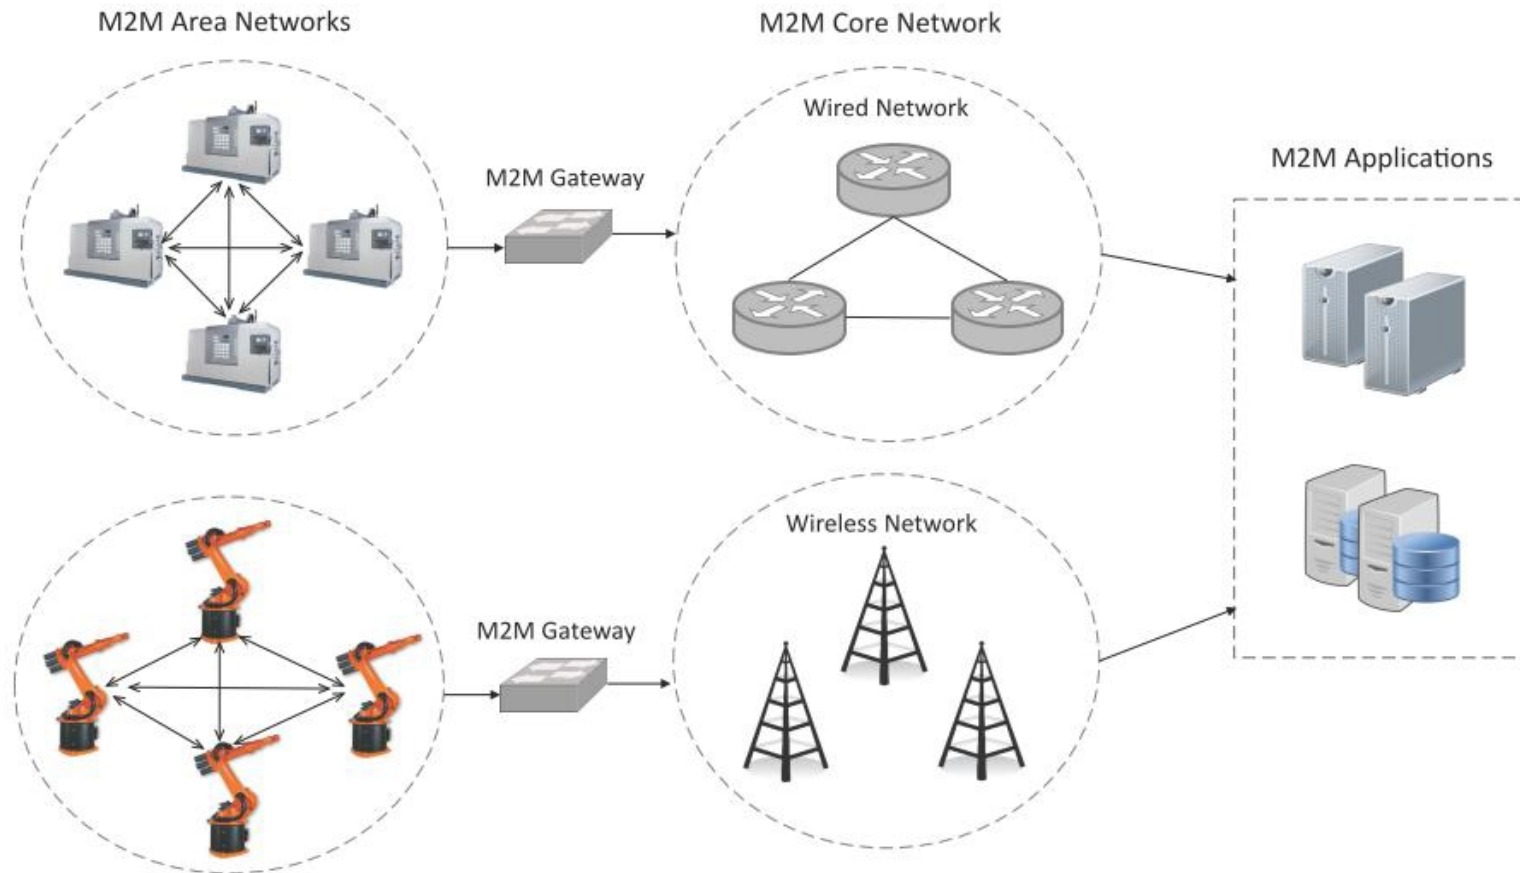 M2M Area Networks
M2M Core Network
Wired Network
M2M Applications
M2M Gateway
Wireless Network
M2M Gateway